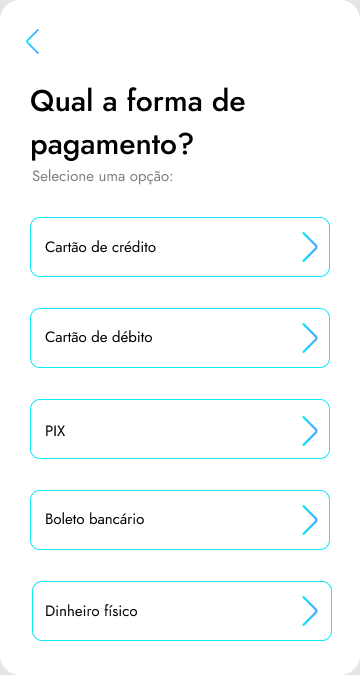 Qual a forma de
pagamento?
Selecione uma opção:
Cartão de crédito
Cartão de débito
PIX
Boleto bancário
Dinheiro físico